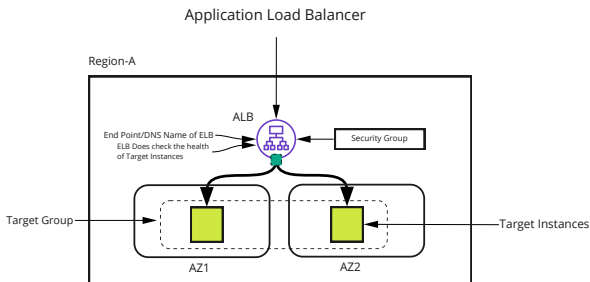 Application Load Balancer
Region-A
ALB
End Point/DNS Name of ELB
ELB Does check the health
of Target Instances
Security Group
Target Group
Target Instances
AZ1
AZ2